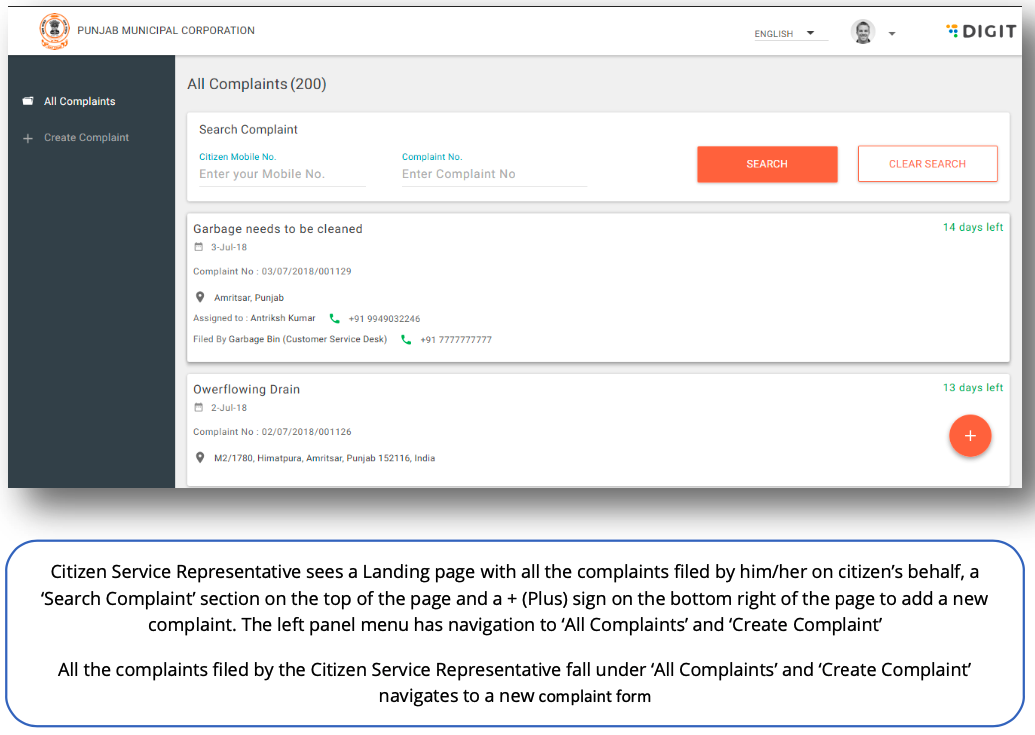 PUNJAB MUNICIPAL CORPORATION
ENGLISH
DIGIT
All Complaints
Create Complaint
All Complaints (200)
Search Complaint
Citizen Mobile No.
Enter your Mobile No.
Complaint No.
Enter Complaint No
SEARCH
CLEAR SEARCH
Garbage needs to be cleaned
14 days left
3-Jul-18
Complaint No : 03/07/2018/001129
Amritsar, Punjab
Assigned to : Antriksh Kumar +91 9949032246
Filed By Garbage Bin (Customer Service Desk) +91 7777777777
Owerflowing Drain
13 days left
2-Jul-18
Complaint No : 02/07/2018/001126
+
M2/1780, Himatpura, Amritsar, Punjab 152116, India
Citizen Service Representative sees a Landing page with all the complaints filed by him/her on citizen’s behalf, a
‘Search Complaint’ section on the top of the page and a + (Plus) sign on the bottom right of the page to add a new
complaint. The left panel menu has navigation to ‘All Complaints’ and ‘Create Complaint’
All the complaints filed by the Citizen Service Representative fall under ‘All Complaints’ and ‘Create Complaint’
navigates to a new complaint form